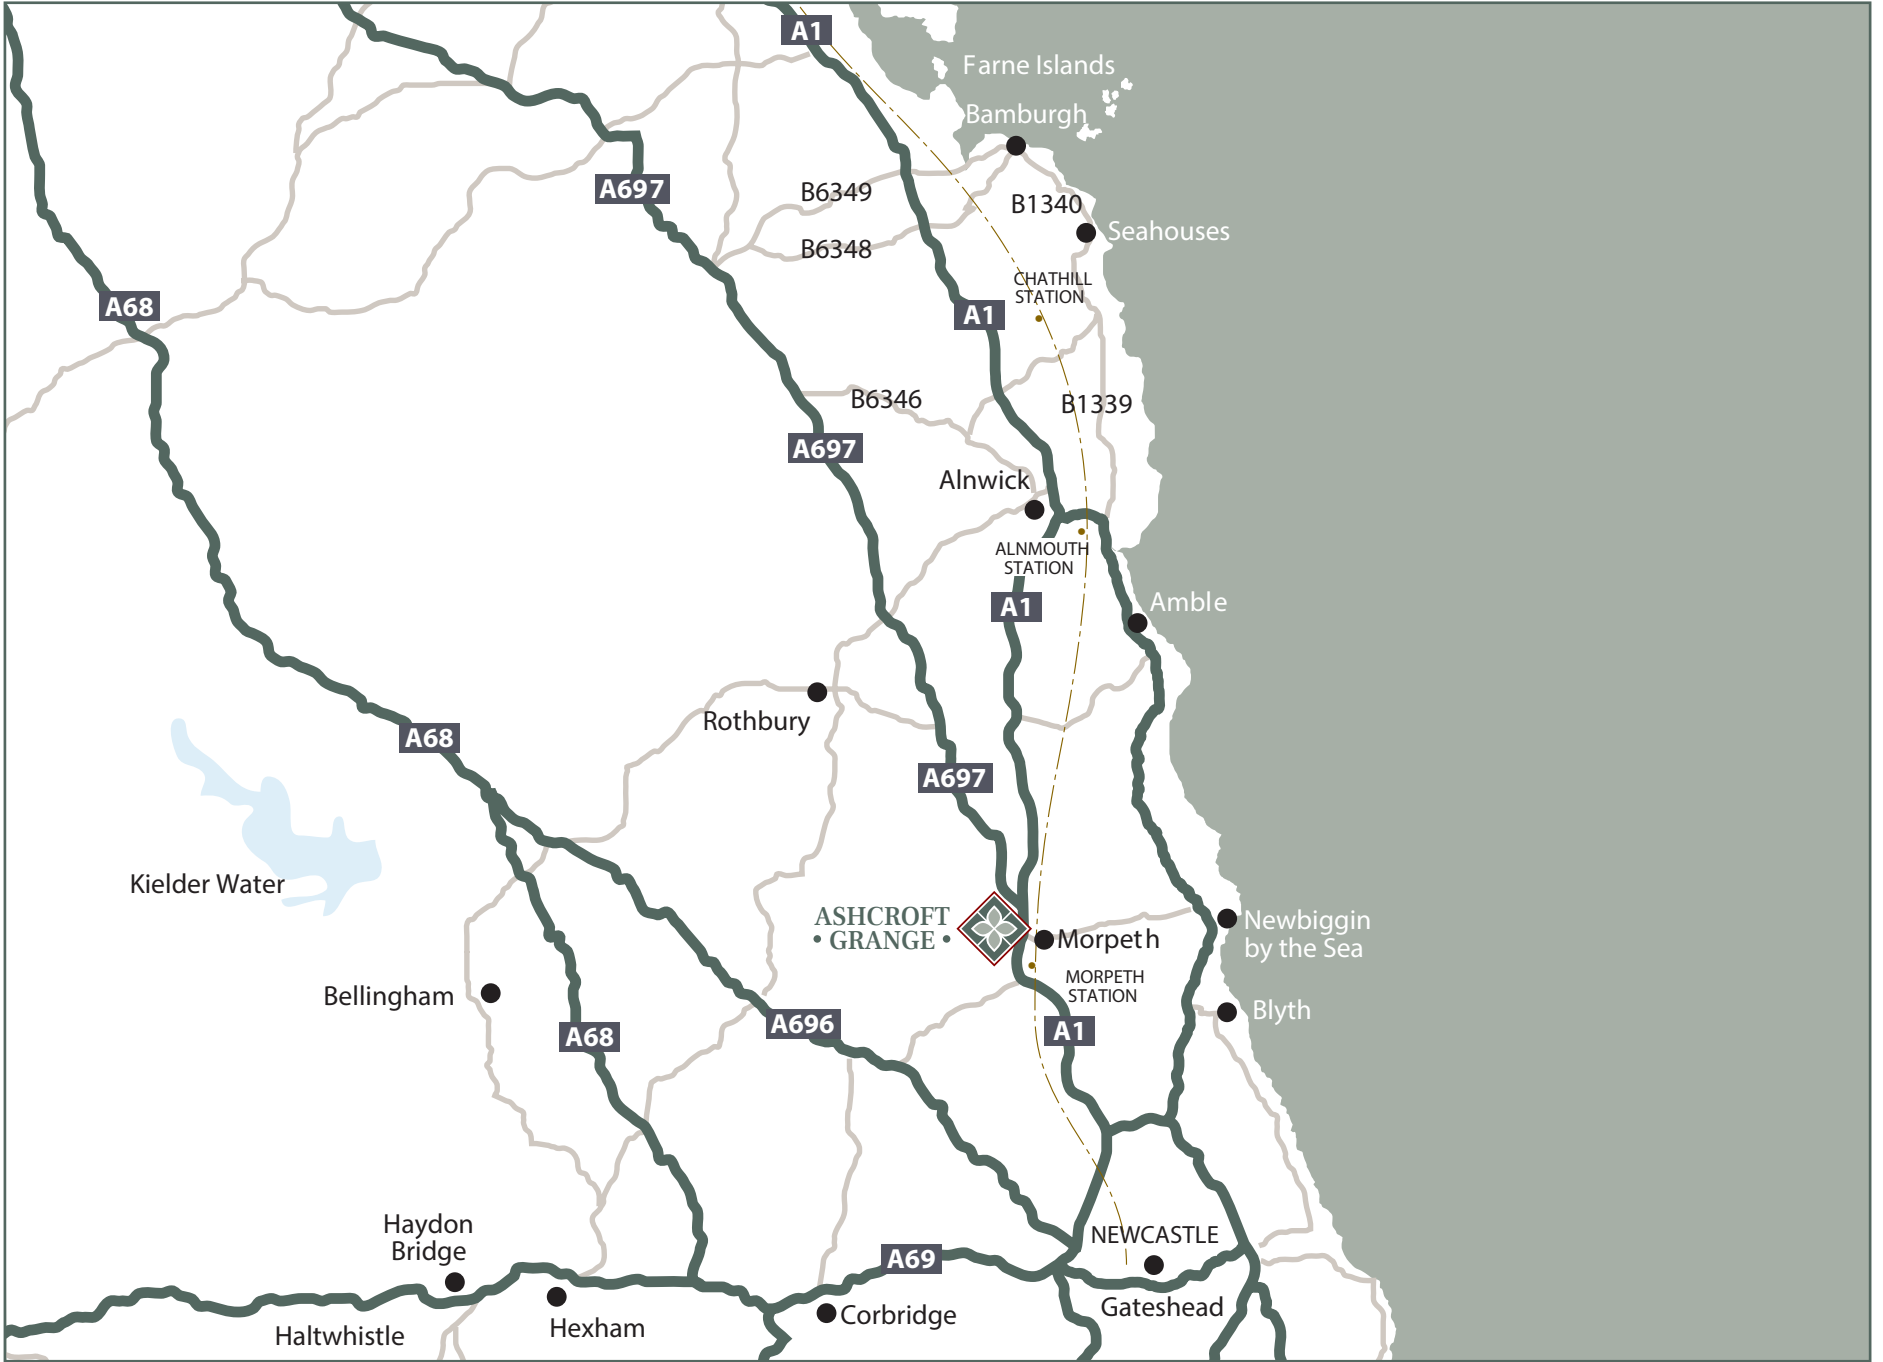 A1
Farne Islands
Bamburgh
A697
B6349
B1340
Seahouses
B6348
CHATHILL
STATION
A68
A1
B6346
B1339
A697
Alnwick
ALNMOUTH
STATION
A1
Amble
Rothbury
A68
A697
Kielder Water
ASHCROFT
• GRANGE •
Morpeth
Newbiggin
by the Sea
MORPETH
STATION
Bellingham
Blyth
A696
A68
A1
Haydon
Bridge
NEWCASTLE
A69
Gateshead
Corbridge
Hexham
Haltwhistle